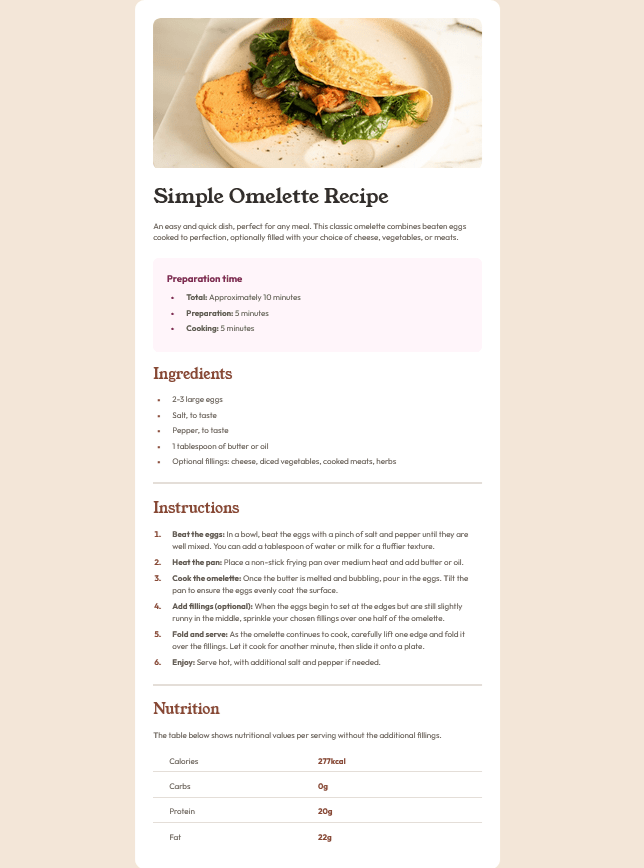 Simple Omelette Recipe
An easy and quick dish, perfect for any meal. This classic omelette combines beaten eggs
cooked to perfection, optionally filled with your choice of cheese, vegetables, or meats.
Preparation time
• Total: Approximately 10 minutes
• Preparation: 5 minutes
• Cooking: 5 minutes
Ingredients
• 2-3 large eggs
• Salt, to taste
• Pepper, to taste
• 1 tablespoon of butter or oil
• Optional fillings: cheese, diced vegetables, cooked meats, herbs
Instructions
1. Beat the eggs: In a bowl, beat the eggs with a pinch of salt and pepper until they are
well mixed. You can add a tablespoon of water or milk for a fluffier texture.
2. Heat the pan: Place a non-stick frying pan over medium heat and add butter or oil.
3. Cook the omelette: Once the butter is melted and bubbling, pour in the eggs. Tilt the
pan to ensure the eggs evenly coat the surface.
4. Add fillings (optional): When the eggs begin to set at the edges but are still slightly
runny in the middle, sprinkle your chosen fillings over one half of the omelette.
5. Fold and serve: As the omelette continues to cook, carefully lift one edge and fold it
over the fillings. Let it cook for another minute, then slide it onto a plate.
6. Enjoy: Serve hot, with additional salt and pepper if needed.
Nutrition
The table below shows nutritional values per serving without the additional fillings.
Calories 277kcal
Carbs 0g
Protein 20g
Fat 22g